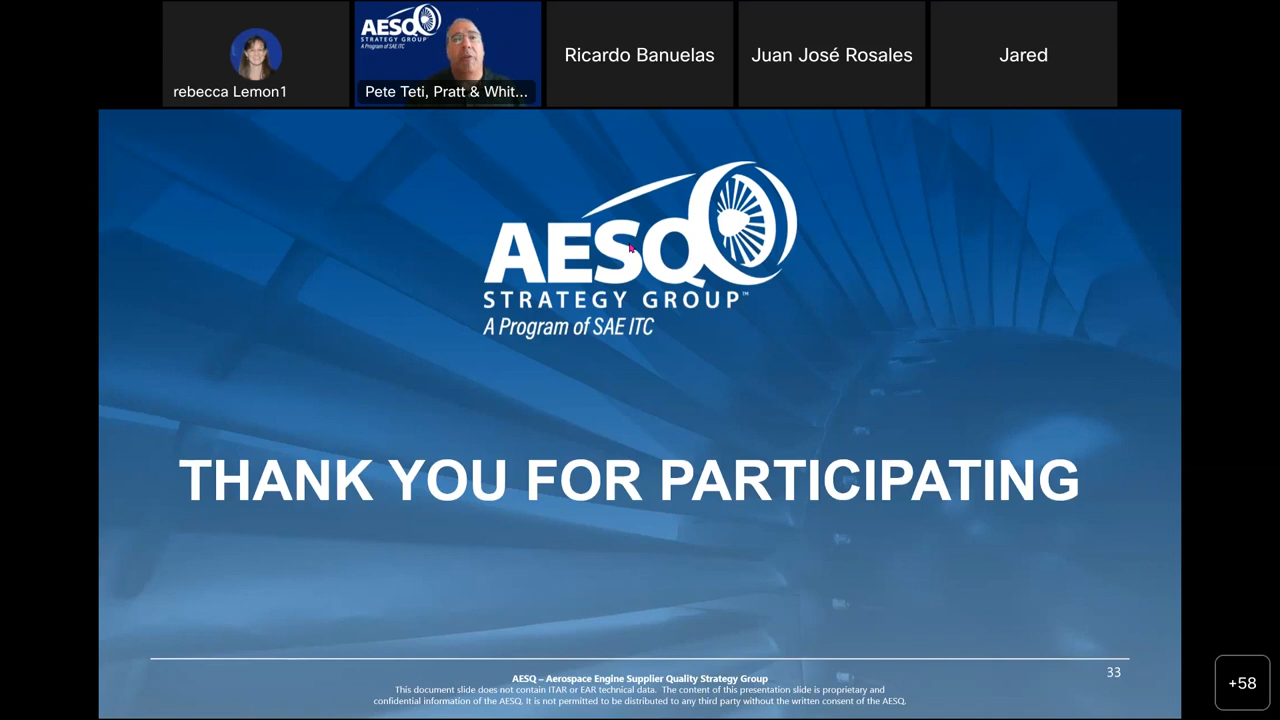 AESQ
STRATEGY GROUP
A Program of SAE ITC
rebecca Lemon1
Pete Teti, Pratt & Whit...
Ricardo Banuelas
Juan José Rosales
Jared
AESQ
STRATEGY GROUP™
A Program of SAE ITC
THANK YOU FOR PARTICIPATING
33
AESQ – Aerospace Engine Supplier Quality Strategy Group
This document slide does not contain ITAR or EAR technical data. The content of this presentation slide is proprietary and
confidential information of the AESQ. It is not permitted to be distributed to any third party without the written consent of the AESQ.
+58